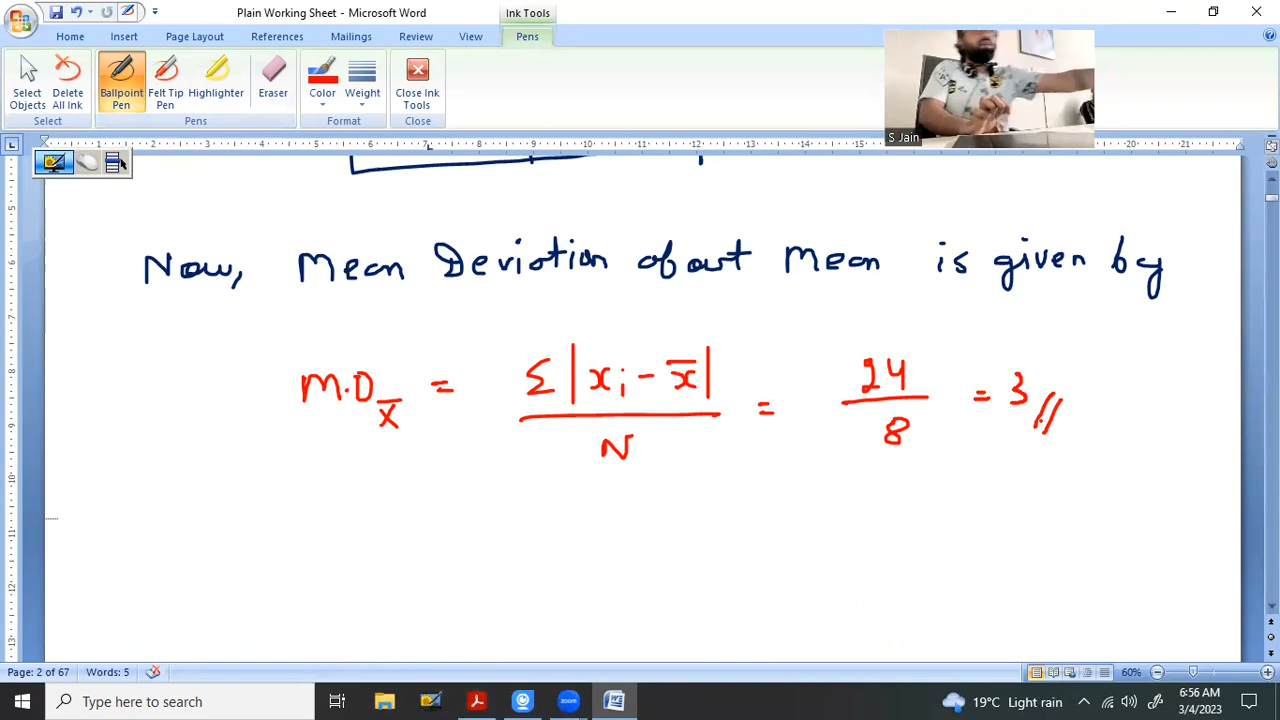 Plain Working Sheet - Microsoft Word
Ink Tools
Home Insert Page Layout References Mailings Review View Pens
Select Objects
Delete All Ink
Ballpoint Pen
Felt Tip Pen
Highlighter
Eraser
Color
Weight
Close Ink Tools
Select Pens Format Close
S Jain
Now, Mean Deviation about Mean is given by
M.D x̄ = Σ|xi - x̄| / N = 24 / 8 = 3 //
Page: 2 of 67 Words: 5 60%
Type here to search
19°C Light rain
6:56 AM
3/4/2023